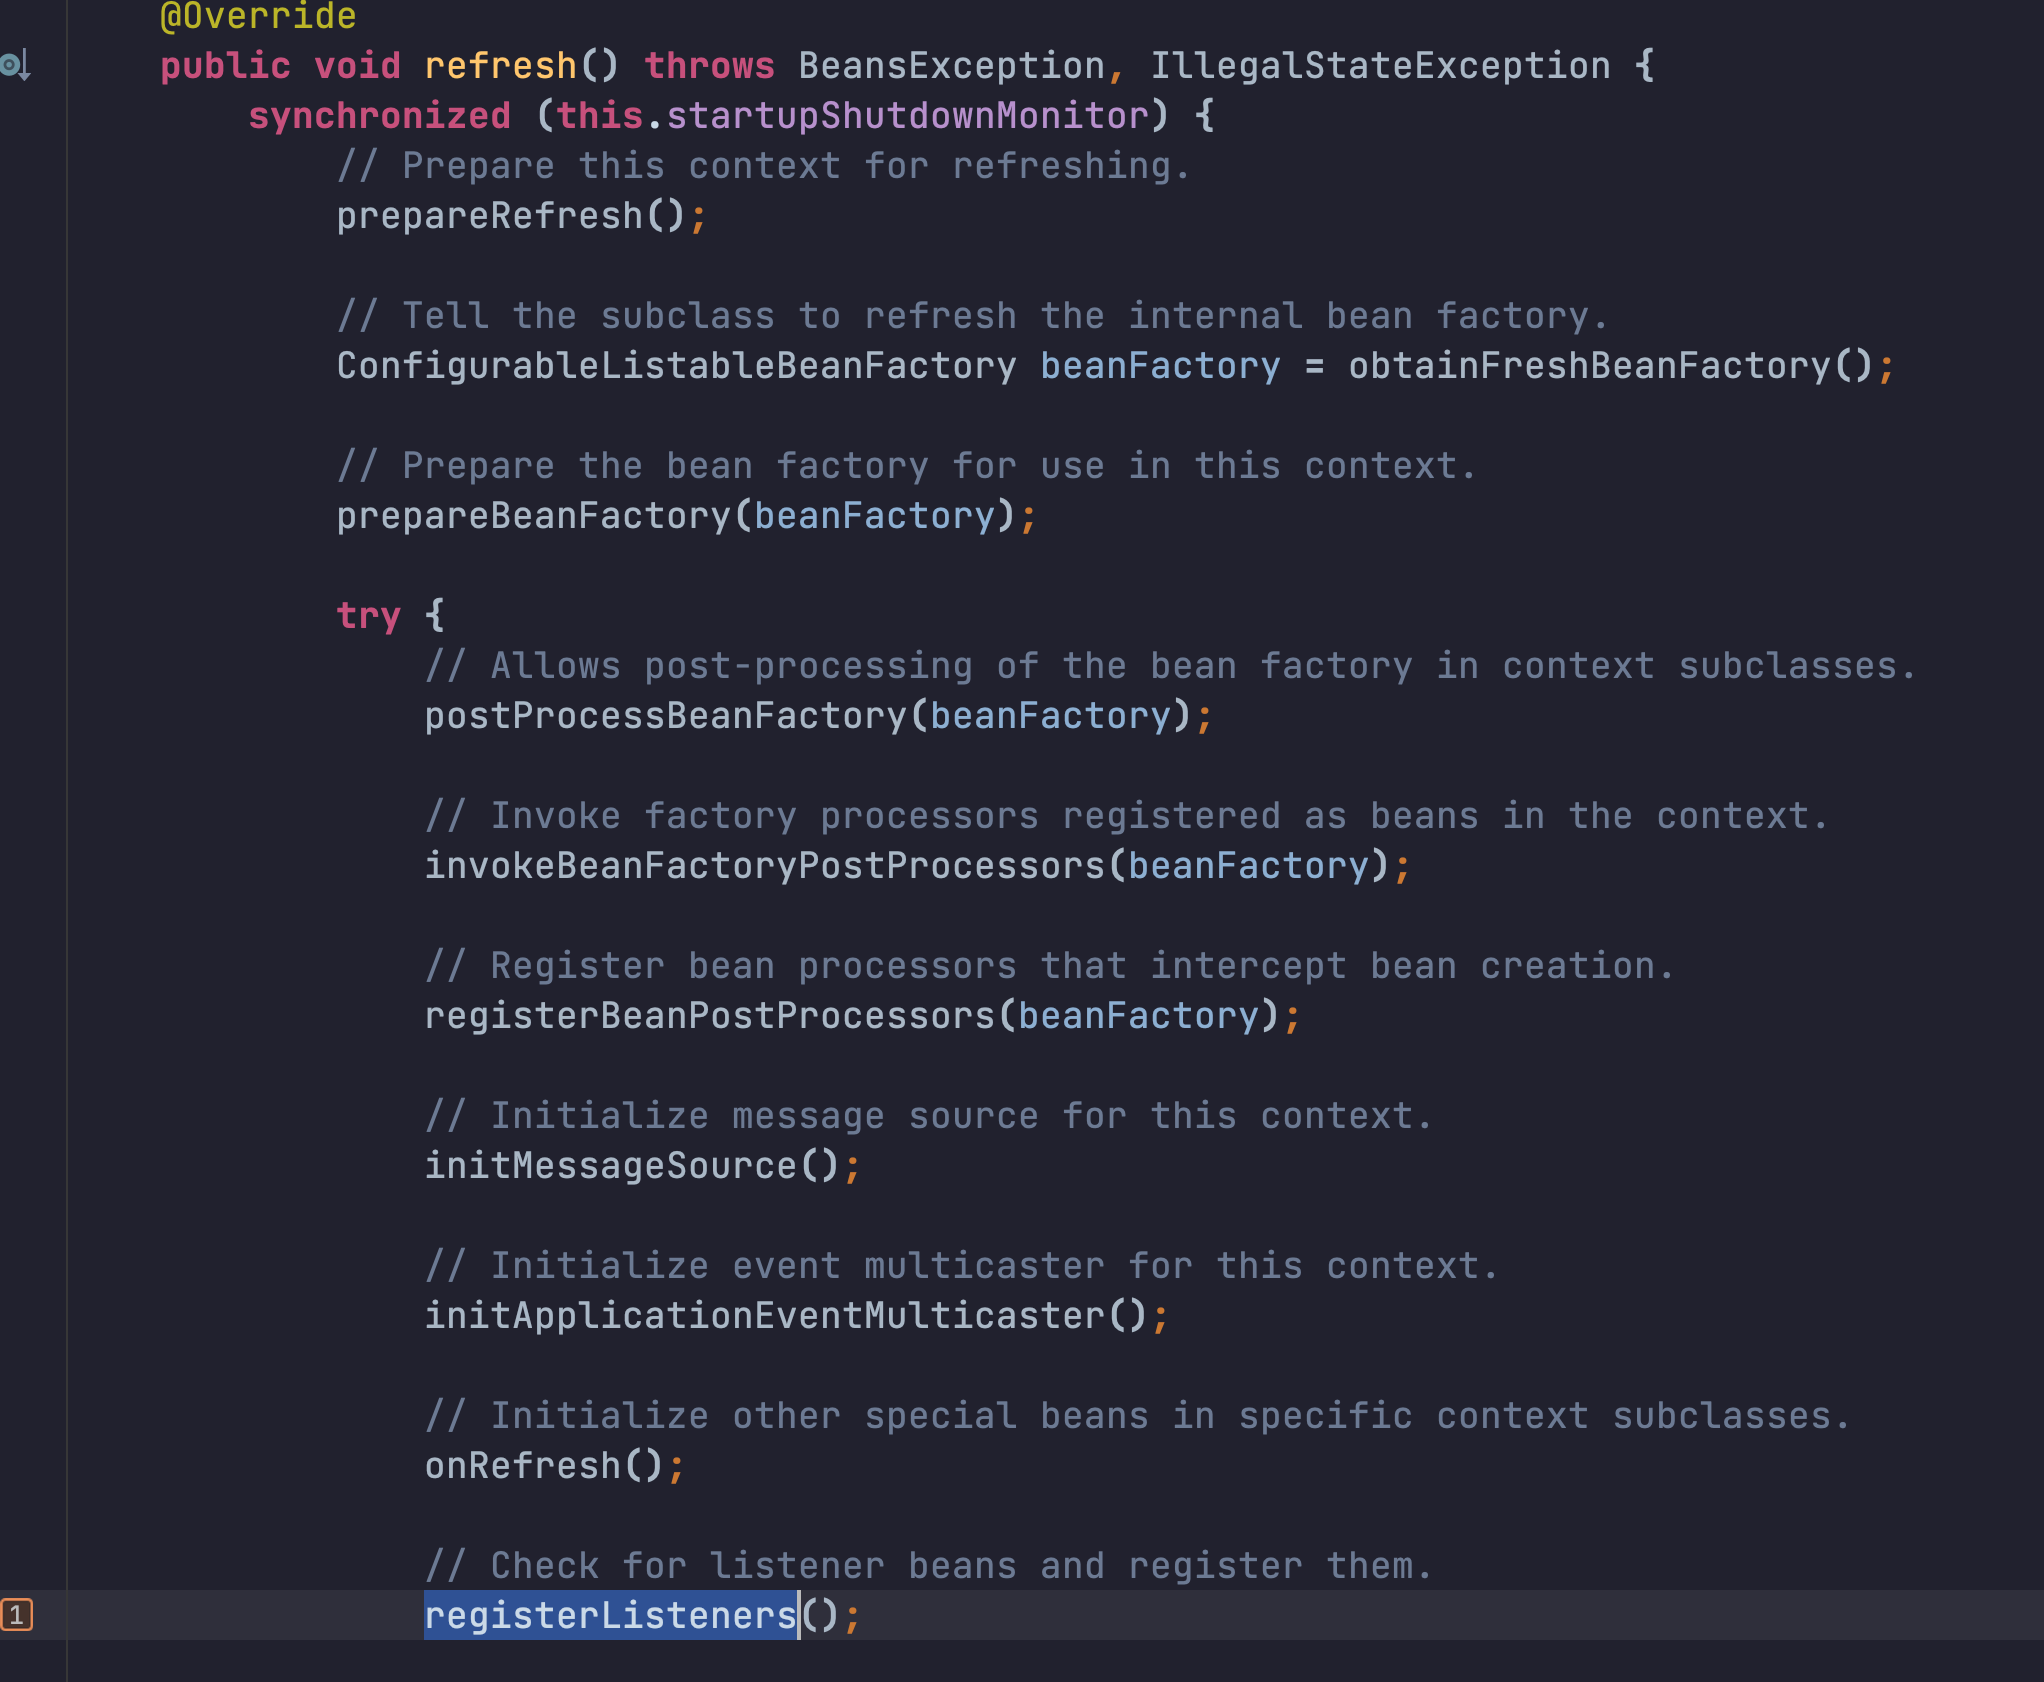 @Override
public void refresh() throws BeansException, IllegalStateException {
synchronized (this.startupShutdownMonitor) {
// Prepare this context for refreshing.
prepareRefresh();
// Tell the subclass to refresh the internal bean factory.
ConfigurableListableBeanFactory beanFactory = obtainFreshBeanFactory();
// Prepare the bean factory for use in this context.
prepareBeanFactory(beanFactory);
try {
// Allows post-processing of the bean factory in context subclasses.
postProcessBeanFactory(beanFactory);
// Invoke factory processors registered as beans in the context.
invokeBeanFactoryPostProcessors(beanFactory);
// Register bean processors that intercept bean creation.
registerBeanPostProcessors(beanFactory);
// Initialize message source for this context.
initMessageSource();
// Initialize event multicaster for this context.
initApplicationEventMulticaster();
// Initialize other special beans in specific context subclasses.
onRefresh();
// Check for listener beans and register them.
1 registerListeners();